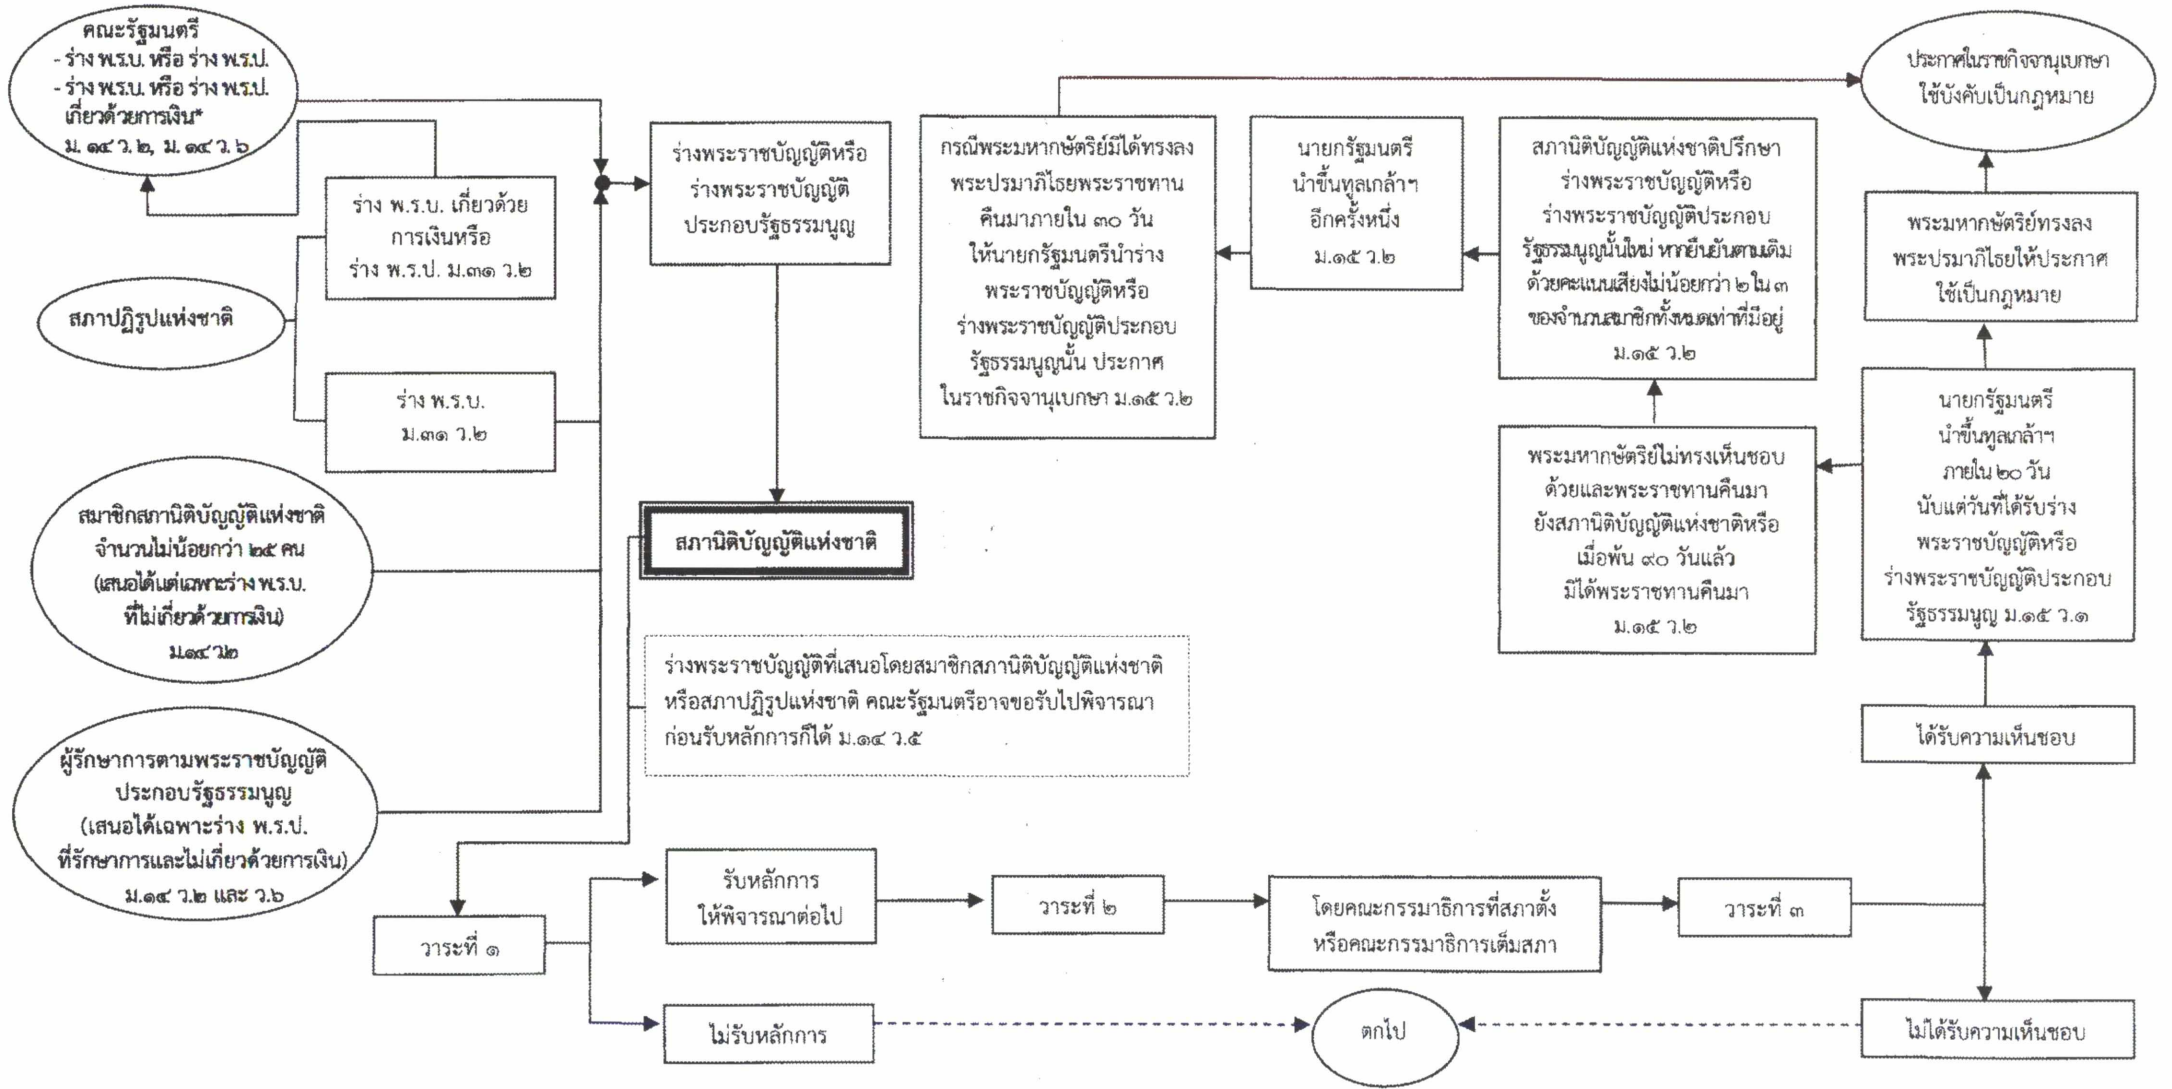 คณะรัฐมนตรี
- ร่าง พ.ร.บ. หรือ ร่าง พ.ร.ป.
- ร่าง พ.ร.บ. หรือ ร่าง พ.ร.ป.
เกี่ยวด้วยการเงิน*
ม. ๑๔ ว. ๒, ม. ๑๔ ว. ๖
ร่าง พ.ร.บ. เกี่ยวด้วย
การเงินหรือ
ร่าง พ.ร.ป. ม.๓๑ ว.๒
สภาปฏิรูปแห่งชาติ
ร่าง พ.ร.บ.
ม.๓๑ ว.๒
สมาชิกสภานิติบัญญัติแห่งชาติ
จำนวนไม่น้อยกว่า ๒๕ คน
(เสนอได้แต่เฉพาะร่าง พ.ร.บ.
ที่ไม่เกี่ยวด้วยการเงิน)
ม.๑๔ ว๒
ผู้รักษาการตามพระราชบัญญัติ
ประกอบรัฐธรรมนูญ
(เสนอได้เฉพาะร่าง พ.ร.ป.
ที่รักษาการและไม่เกี่ยวด้วยการเงิน)
ม.๑๔ ว.๒ และ ว.๖
ร่างพระราชบัญญัติหรือ
ร่างพระราชบัญญัติ
ประกอบรัฐธรรมนูญ
สภานิติบัญญัติแห่งชาติ
ร่างพระราชบัญญัติที่เสนอโดยสมาชิกสภานิติบัญญัติแห่งชาติ
หรือสภาปฏิรูปแห่งชาติ คณะรัฐมนตรีอาจขอรับไปพิจารณา
ก่อนรับหลักการก็ได้ ม.๑๔ ว.๕
วาระที่ ๑
รับหลักการ
ให้พิจารณาต่อไป
ไม่รับหลักการ
วาระที่ ๒
โดยคณะกรรมาธิการที่สภาตั้ง
หรือคณะกรรมาธิการเต็มสภา
วาระที่ ๓
ตกไป
ได้รับความเห็นชอบ
ไม่ได้รับความเห็นชอบ
นายกรัฐมนตรี
นำขึ้นทูลเกล้าฯ
ภายใน ๒๐ วัน
นับแต่วันที่ได้รับร่าง
พระราชบัญญัติหรือ
ร่างพระราชบัญญัติประกอบ
รัฐธรรมนูญ ม.๑๕ ว.๑
พระมหากษัตริย์ทรงลง
พระปรมาภิไธยให้ประกาศ
ใช้เป็นกฎหมาย
ประกาศในราชกิจจานุเบกษา
ใช้บังคับเป็นกฎหมาย
พระมหากษัตริย์ไม่ทรงเห็นชอบ
ด้วยและพระราชทานคืนมา
ยังสภานิติบัญญัติแห่งชาติหรือ
เมื่อพ้น ๙๐ วันแล้ว
มิได้พระราชทานคืนมา
ม.๑๕ ว.๒
สภานิติบัญญัติแห่งชาติปรึกษา
ร่างพระราชบัญญัติหรือ
ร่างพระราชบัญญัติประกอบ
รัฐธรรมนูญนั้นใหม่ หากยืนยันตามเดิม
ด้วยคะแนนเสียงไม่น้อยกว่า ๒ ใน ๓
ของจำนวนสมาชิกทั้งหมดเท่าที่มีอยู่
ม.๑๕ ว.๒
นายกรัฐมนตรี
นำขึ้นทูลเกล้าฯ
อีกครั้งหนึ่ง
ม.๑๕ ว.๒
กรณีพระมหากษัตริย์มิได้ทรงลง
พระปรมาภิไธยพระราชทาน
คืนมาภายใน ๓๐ วัน
ให้นายกรัฐมนตรีนำร่าง
พระราชบัญญัติหรือ
ร่างพระราชบัญญัติประกอบ
รัฐธรรมนูญนั้น ประกาศ
ในราชกิจจานุเบกษา ม.๑๕ ว.๒